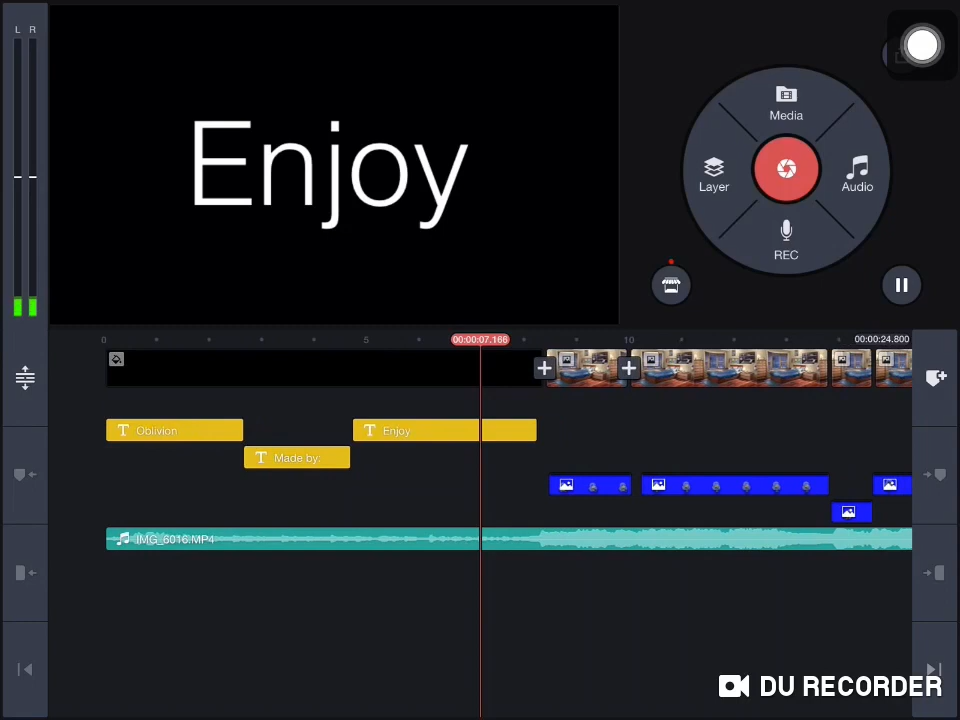 L R
Enjoy
Media
Layer
Audio
REC
0
5
00:00:07.166
10
00:00:24.800
Oblivion
Enjoy
Made by:
IMG_6016.MP4
DU RECORDER